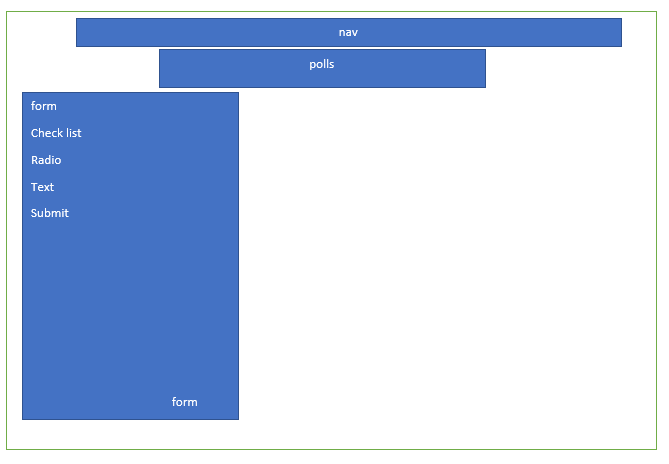 nav
polls
form
Check list
Radio
Text
Submit
form